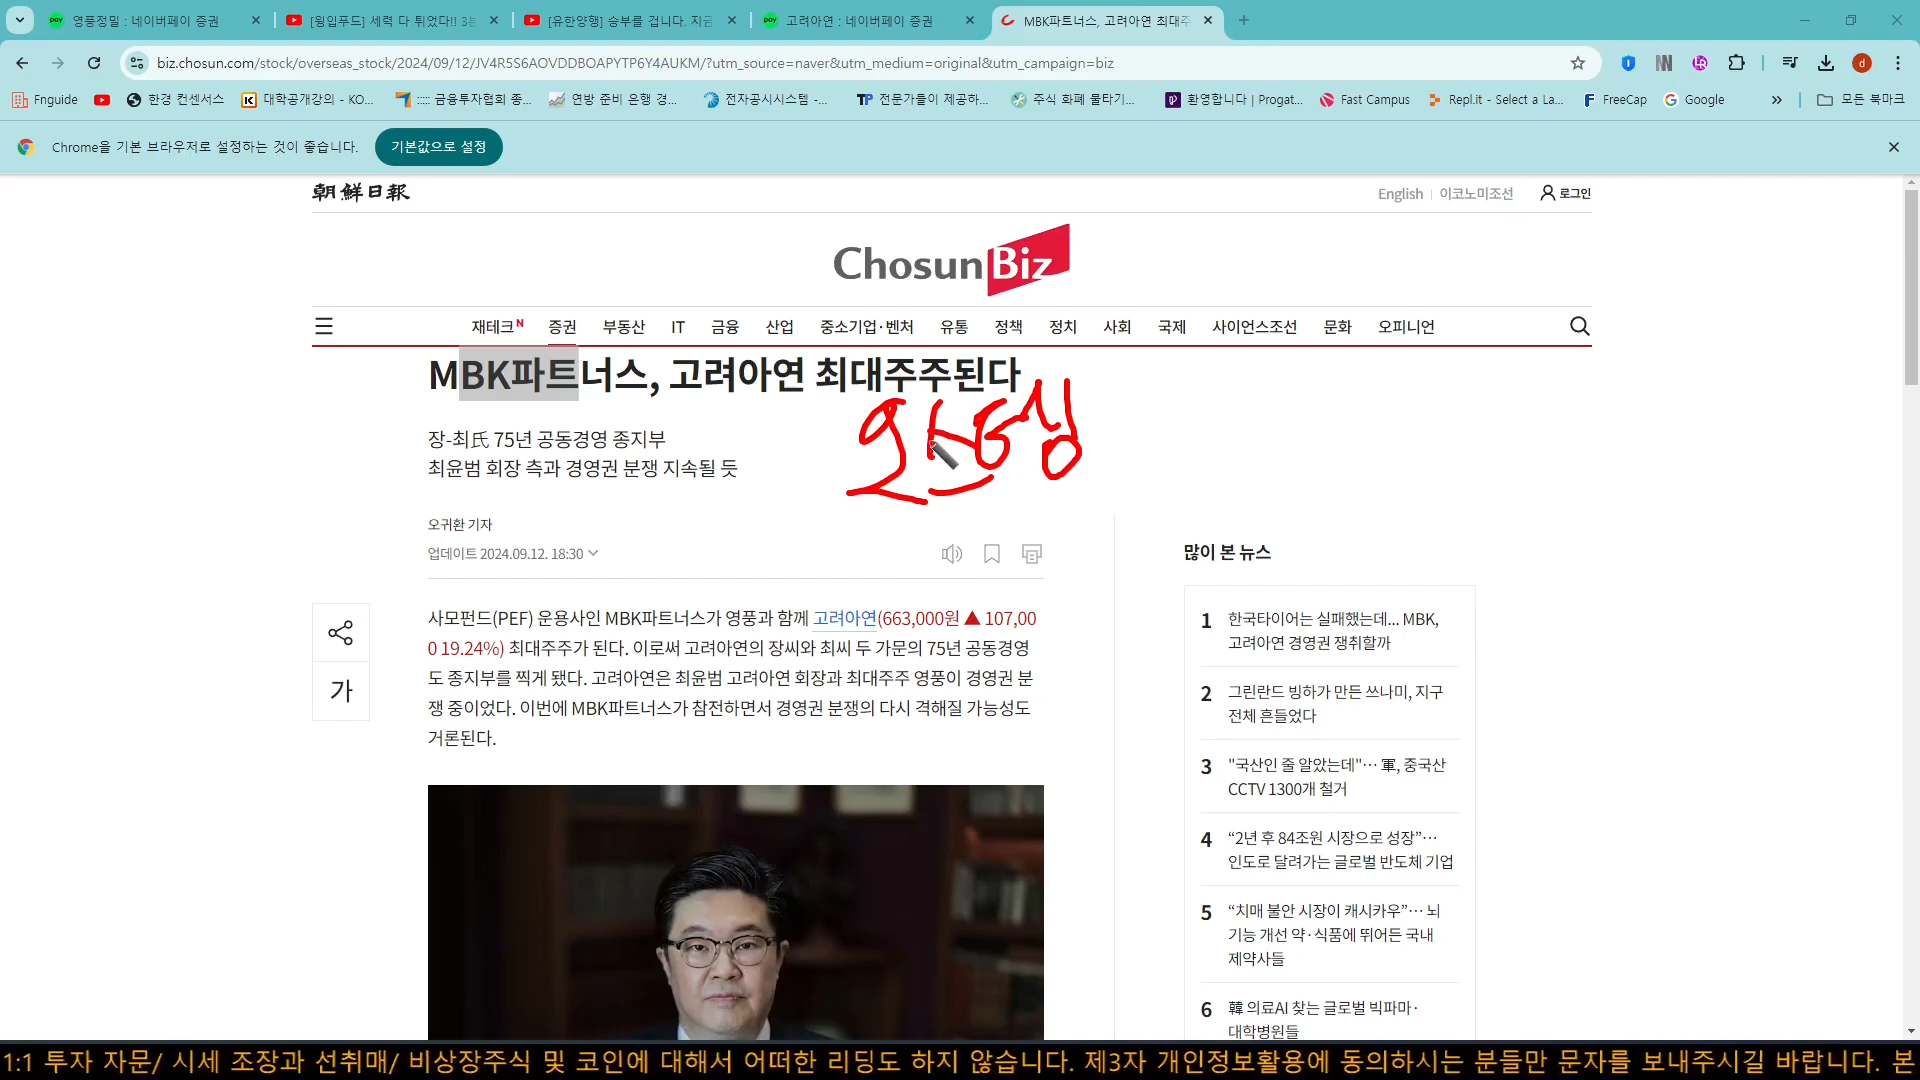 영풍정밀 : 네이버페이 증권
[윙입푸드] 세력 다 튀었다!! 3분
[유한양행] 승부를 겁니다. 지금
고려아연 : 네이버페이 증권
MBK파트너스, 고려아연 최대주주
biz.chosun.com/stock/overseas_stock/2024/09/12/JV4R5S6AOVDDBOAPYTP6Y4AUKM/?utm_source=naver&utm_medium=original&utm_campaign=biz
Fnguide 한경 컨센서스 대학공개강의 - KO... ::::: 금융투자협회 종... 연방 준비 은행 경... 전자공시시스템 -... 전문가들이 제공하... 주식 화폐 물타기... 환영합니다 | Progat... Fast Campus Repl.it - Select a La... FreeCap Google » 모든 북마크
Chrome을 기본 브라우저로 설정하는 것이 좋습니다. 기본값으로 설정
朝鮮日報
English 이코노미조선 로그인
ChosunBiz
재테크N 증권 부동산 IT 금융 산업 중소기업·벤처 유통 정책 정치 사회 국제 사이언스조선 문화 오피니언
MBK파트너스, 고려아연 최대주주된다
장-최氏 75년 공동경영 종지부
최윤범 회장 측과 경영권 분쟁 지속될 듯
오귀환 기자
업데이트 2024.09.12. 18:30
가
사모펀드(PEF) 운용사인 MBK파트너스가 영풍과 함께 고려아연(663,000원 ▲ 107,00
0 19.24%) 최대주주가 된다. 이로써 고려아연의 장씨와 최씨 두 가문의 75년 공동경영
도 종지부를 찍게 됐다. 고려아연은 최윤범 고려아연 회장과 최대주주 영풍이 경영권 분
쟁 중이었다. 이번에 MBK파트너스가 참전하면서 경영권 분쟁의 다시 격해질 가능성도
거론된다.
많이 본 뉴스
1 한국타이어는 실패했는데... MBK,
고려아연 경영권 쟁취할까
2 그린란드 빙하가 만든 쓰나미, 지구
전체 흔들었다
3 "국산인 줄 알았는데"… 軍, 중국산
CCTV 1300개 철거
4 “2년 후 84조원 시장으로 성장”…
인도로 달려가는 글로벌 반도체 기업
5 “치매 불안 시장이 캐시카우”… 뇌
기능 개선 약·식품에 뛰어든 국내
제약사들
6 韓 의료AI 찾는 글로벌 빅파마·
대학병원들
1:1 투자 자문/ 시세 조장과 선취매/ 비상장주식 및 코인에 대해서 어떠한 리딩도 하지 않습니다. 제3자 개인정보활용에 동의하시는 분들만 문자를 보내주시길 바랍니다. 본